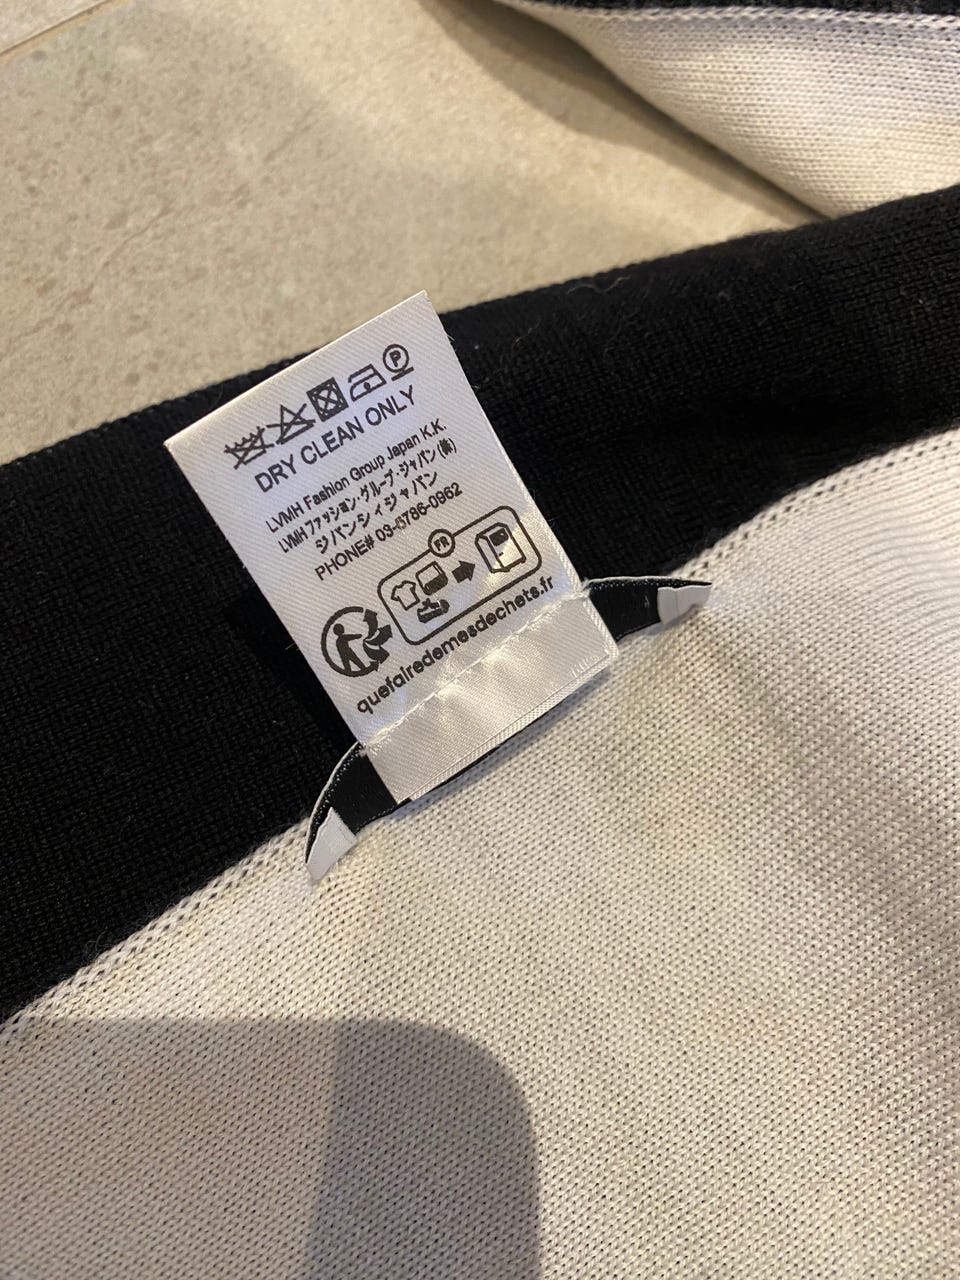 P
DRY CLEAN ONLY
LVMH Fashion Group Japan K.K.
LVMHファッション・グループ・ジャパン(株)
ジバンシィジャパン
PHONE# 03-5786-0962
FR
quefairedemesdechets.fr